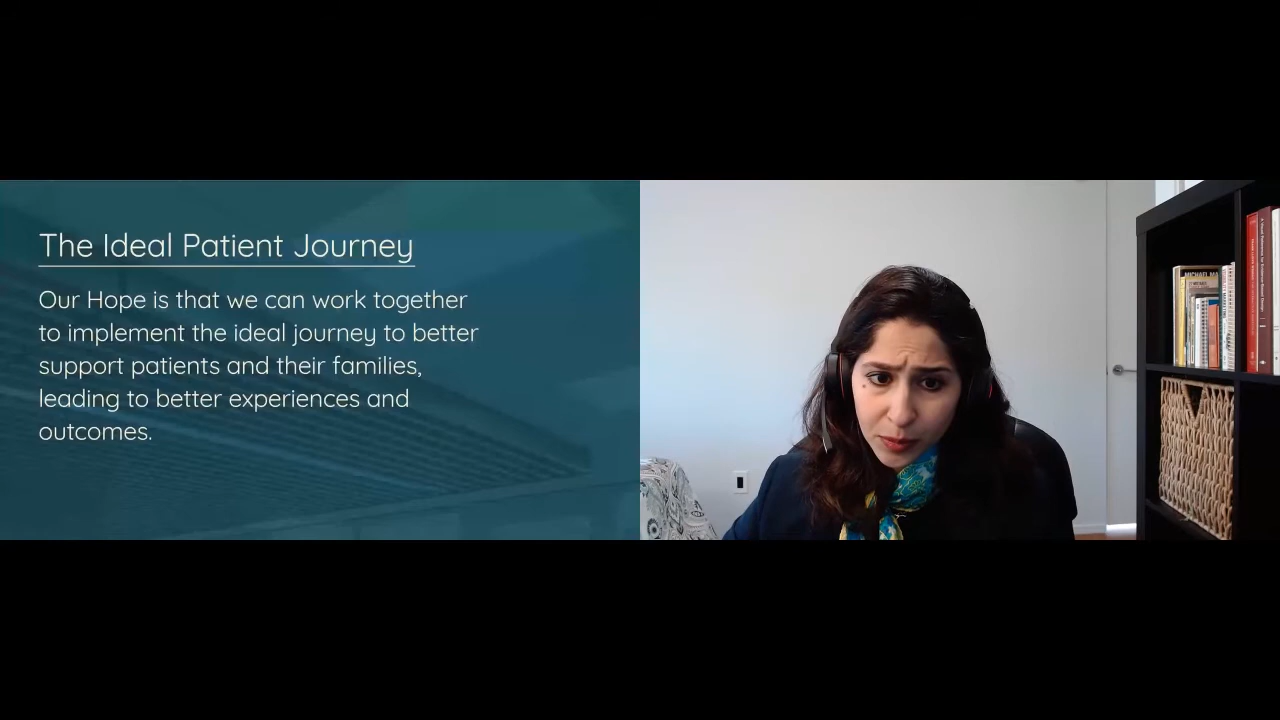 The Ideal Patient Journey
Our Hope is that we can work together
to implement the ideal journey to better
support patients and their families,
leading to better experiences and
outcomes.